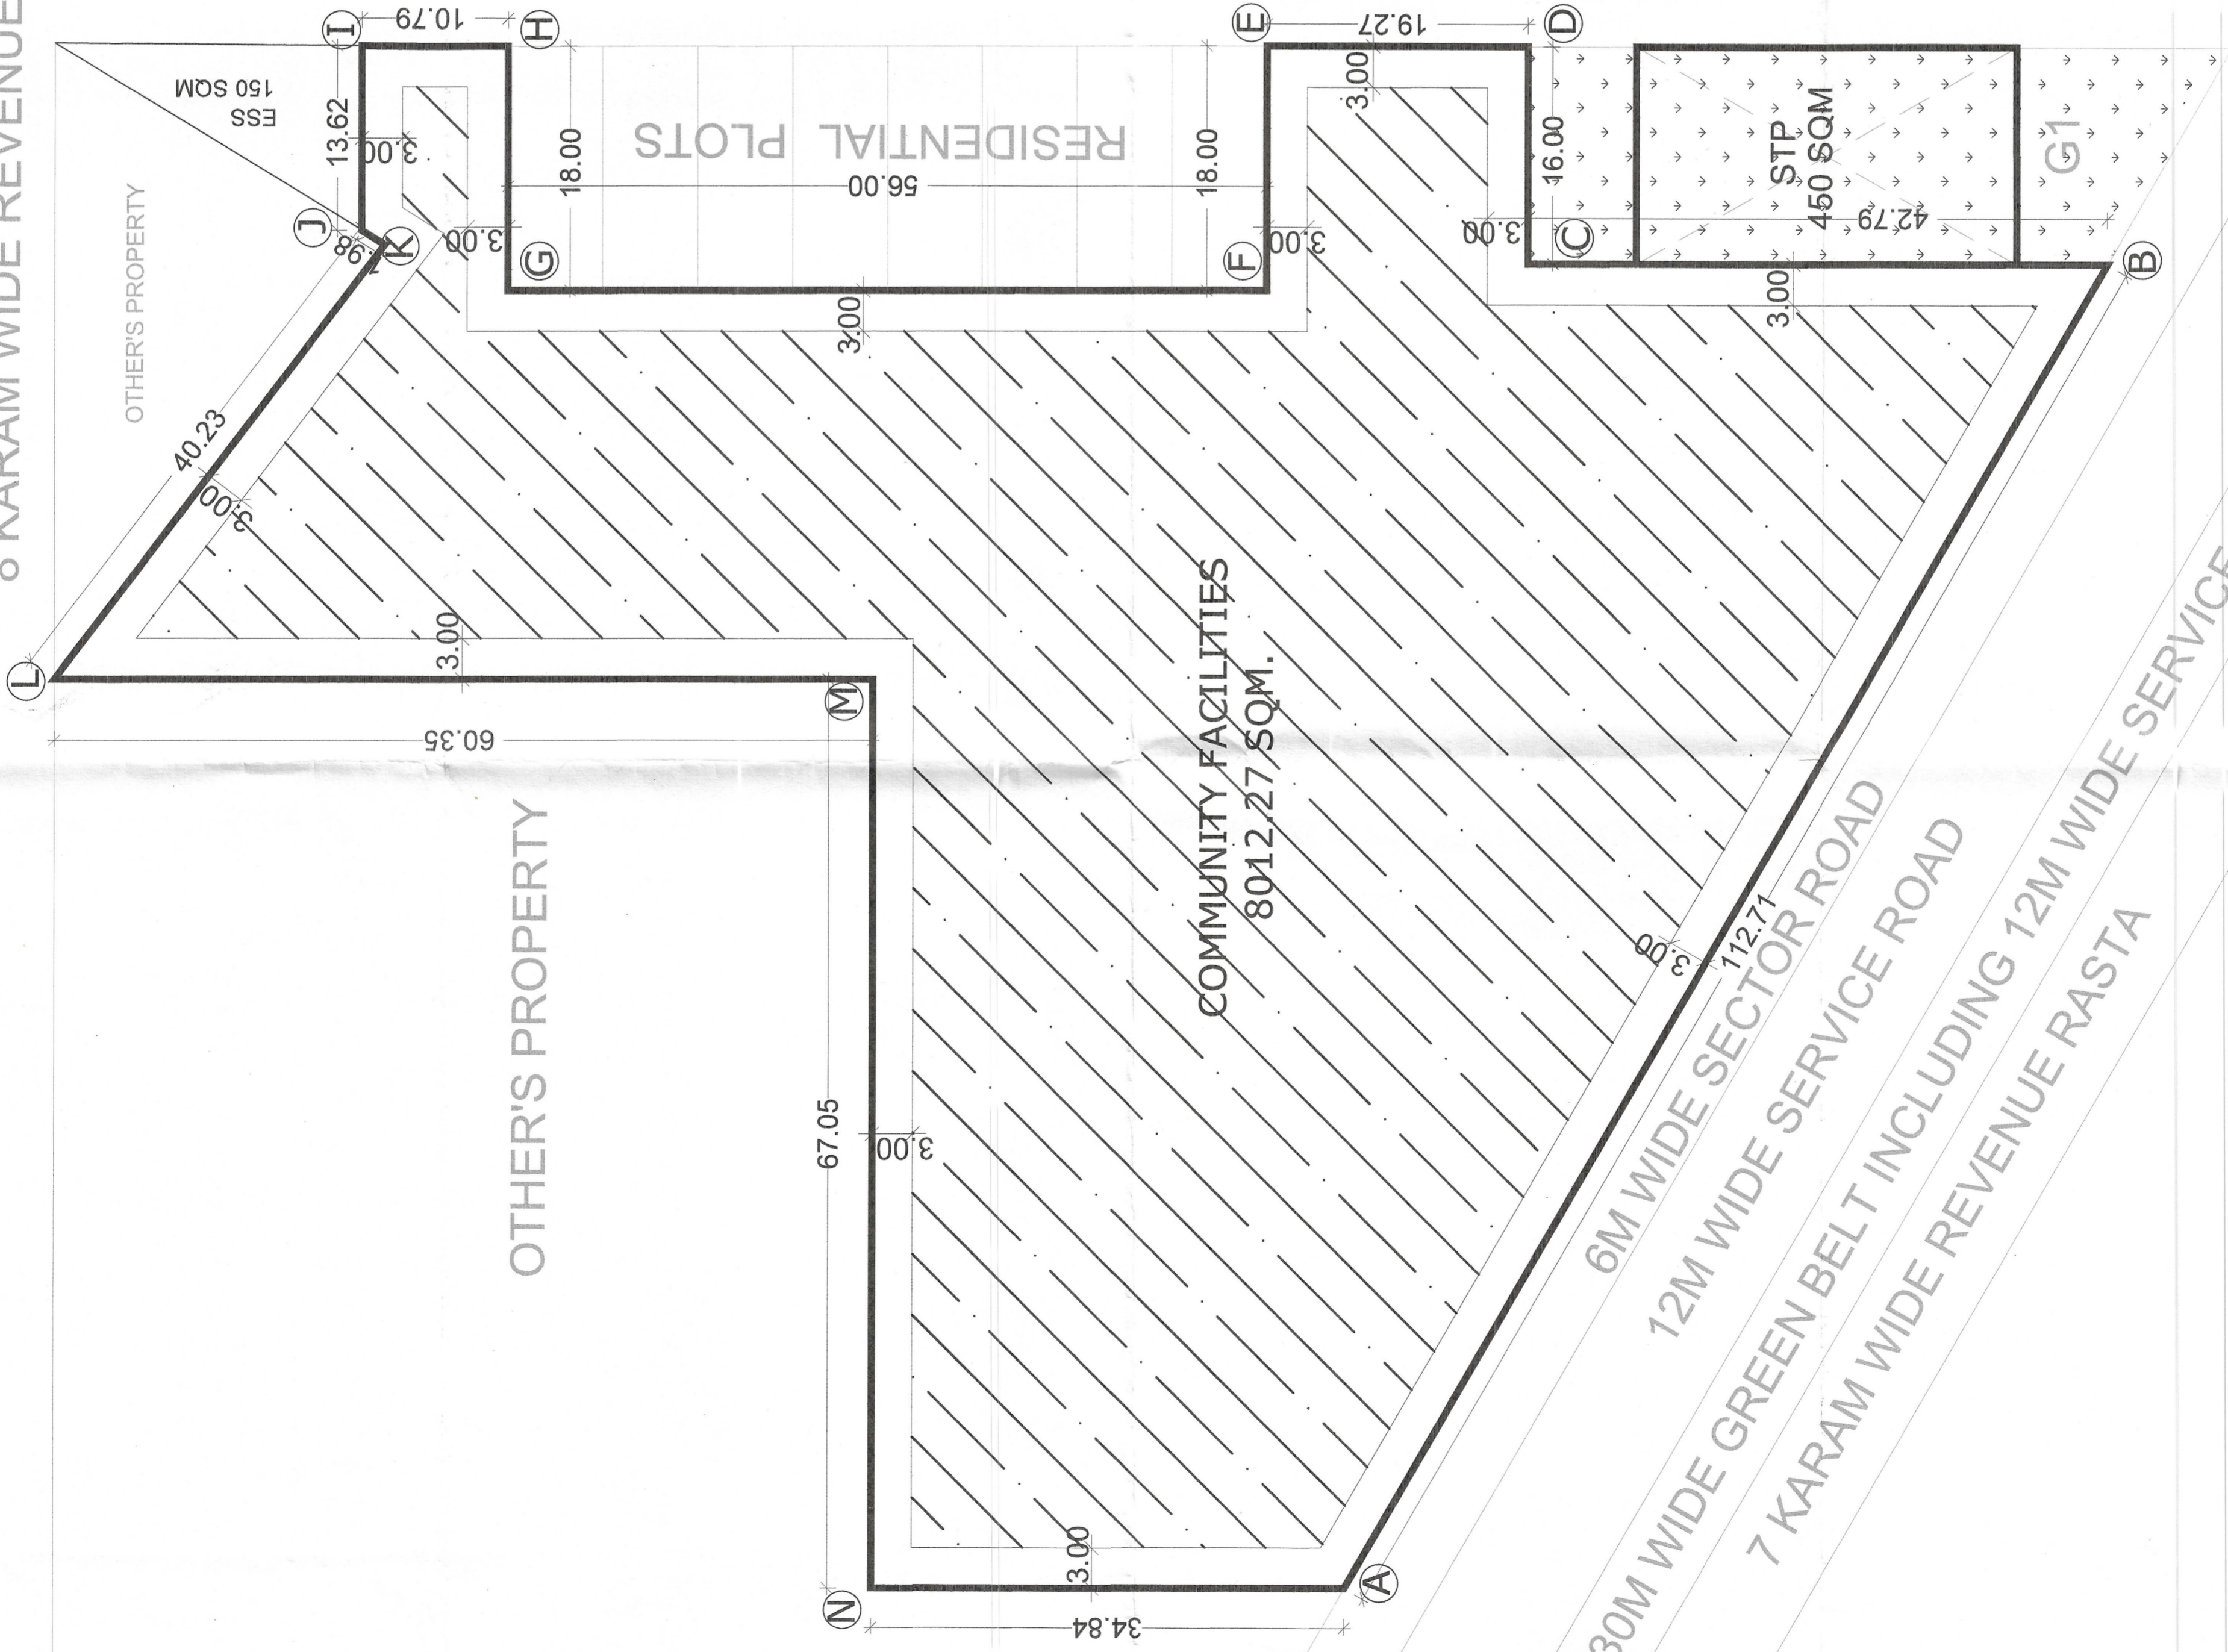 8 KARAM WIDE REVENUE
L
60.35
3.00
OTHER'S PROPERTY
40.23
3.00
OTHER'S PROPERTY
ESS
150 SQM
J
13.62
I
10.79
H
3.00
1.98
K
3.00
G
18.00
RESIDENTIAL PLOTS
56.00
18.00
3.00
F
3.00
E
19.27
D
3.00
3.00
C
16.00
STP
450 SQM
42.79
3.00
G1
B
M
67.05
3.00
N
34.84
3.00
A
COMMUNITY FACILITIES
8012.27 SQM.
3.00
112.71
6M WIDE SECTOR ROAD
12M WIDE SERVICE ROAD
30M WIDE GREEN BELT INCLUDING 12M WIDE SERVICE
7 KARAM WIDE REVENUE RASTA